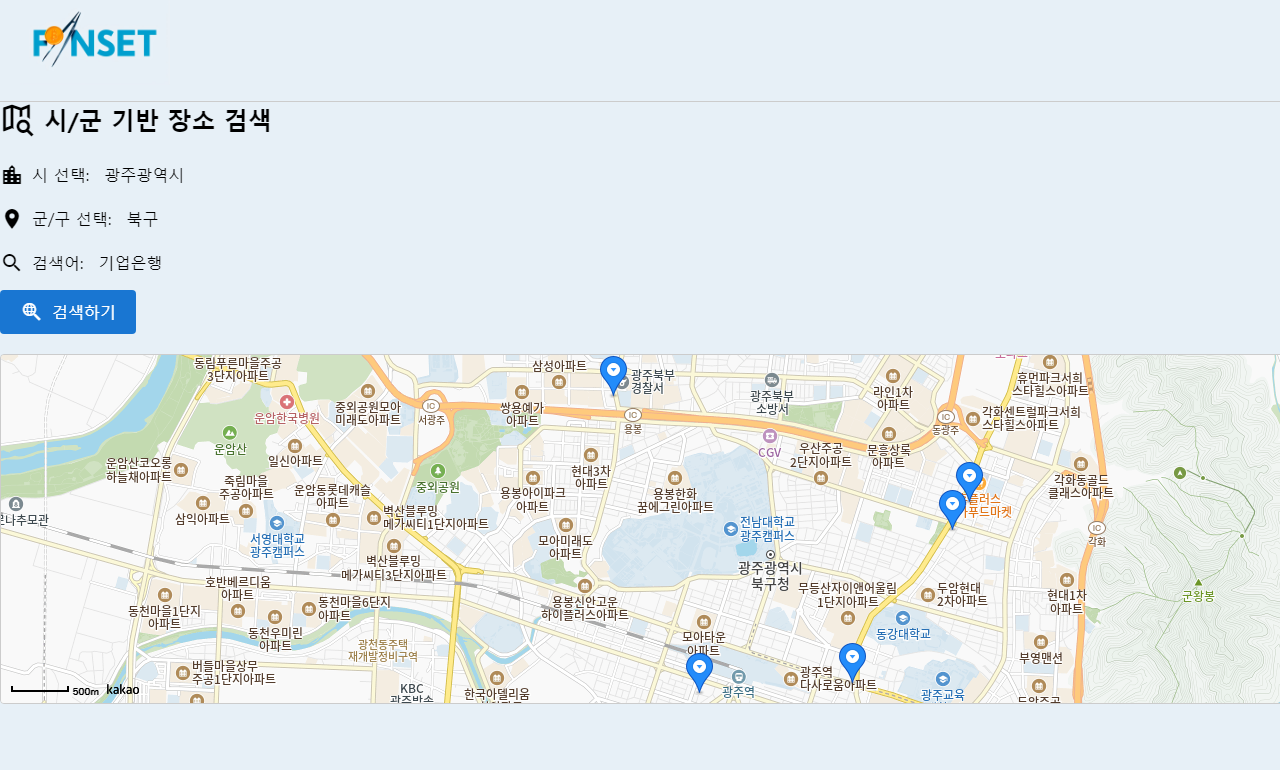 FINSET
시/군 기반 장소 검색
시 선택: 광주광역시
군/구 선택: 북구
검색어: 기업은행
검색하기
동림푸르마을주공
3단지아파트
운암한국병원
중외공원모아
미래도아파트
서광주
IC
삼성아파트
광주북부
경찰서
쌍용예가
아파트
IC
용봉
광주북부
소방서
라인1차
아파트
휴먼파크서희
스타힐스아파트
IC
동광주
각화센트럴파크서희
스타힐스아파트
CGV
운암산
일신아파트
운암산코오롱
하늘채아파트
중외공원
현대3차
아파트
우산주공
2단지아파트
문흥상록
아파트
각화동골드
클래스아파트
주공아파트
운암동롯데캐슬
아파트
용봉아이파크
아파트
용봉한화
꿈에그린아파트
삼익아파트
벽산블루밍
메가씨티1단지아파트
전남대학교
광주캠퍼스
서영대학교
광주캠퍼스
모아미래도
아파트
IC
각화
벽산블루밍
메가씨티3단지아파트
광주광역시
북구청
호반베르디움
아파트
용봉신안고운
하이플러스아파트
무등산자이앤어울림
1단지아파트
두암현대
2차아파트
현대1차
아파트
군왕봉
동천마을1단지
아파트
동천마을6단지
아파트
동천우미린
아파트
광천동주택
재개발정비구역
모아타운
아파트
동강대학교
부영맨션
버들마을상무
주공1단지아파트
광주역
광주역
다사로움아파트
광주교육
KBC
광주방송
한국아델리움
500m kakao